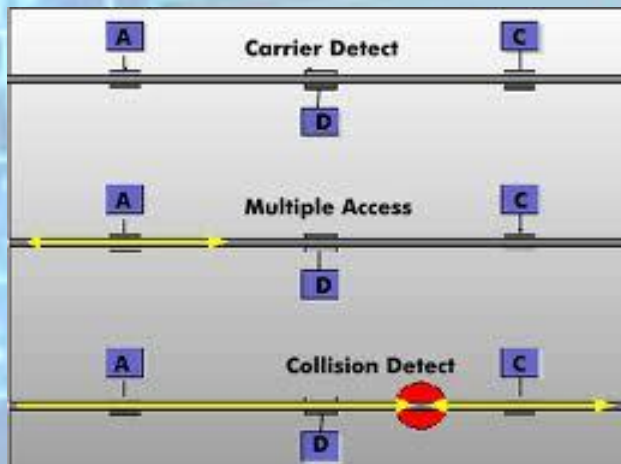 A
Carrier Detect
C
D
A
Multiple Access
C
D
A
Collision Detect
C
D